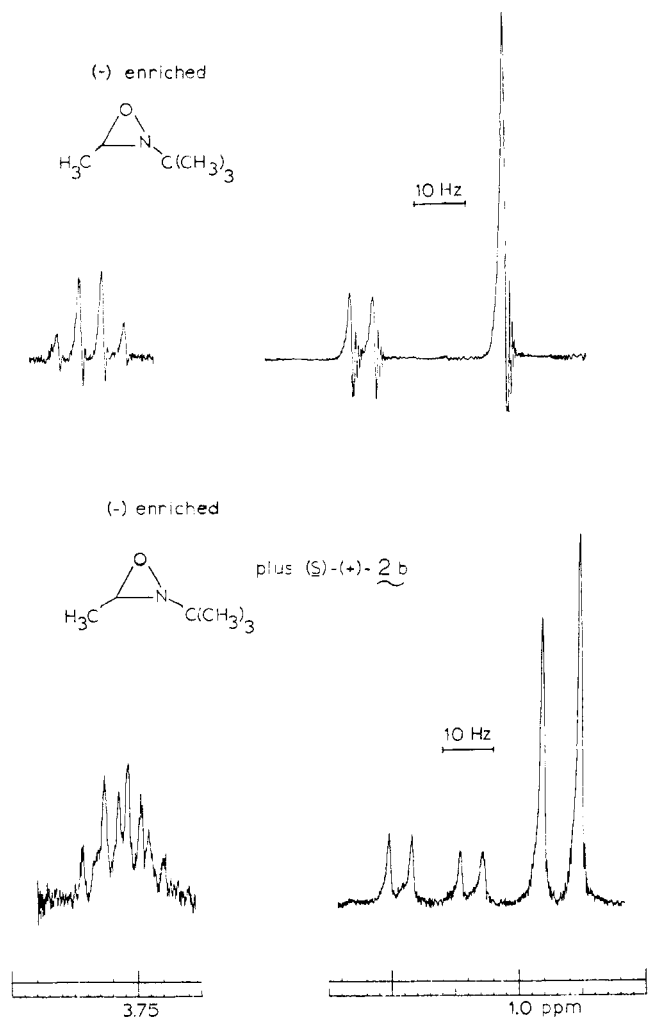 (-) enriched
O
N
H3C
C(CH3)3
10 Hz
(-) enriched
O
N
H3C
C(CH3)3
plus (S)-(+)-2b
10 Hz
3.75
1.0 ppm